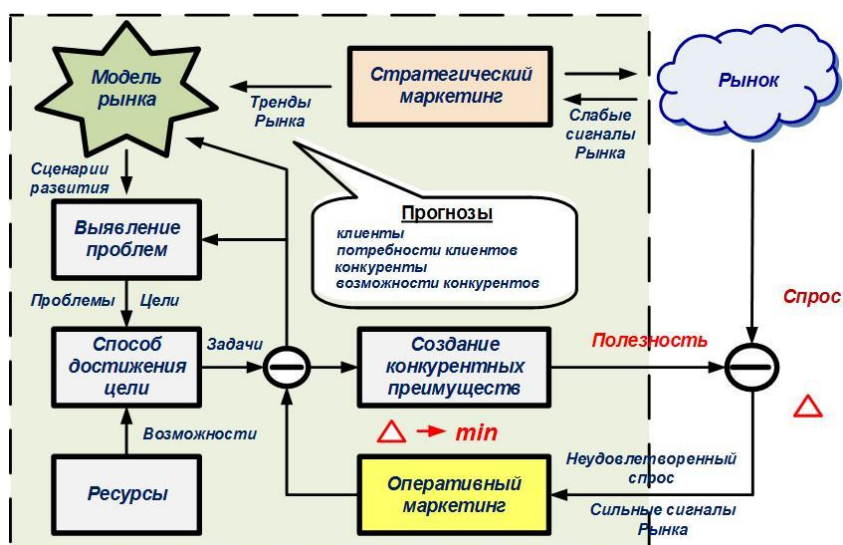 Модель
рынка
Стратегический
маркетинг
Рынок
Тренды
Рынка
Слабые
сигналы
Рынка
Сценарии
развития
Прогнозы
клиенты
потребности клиентов
конкуренты
возможности конкурентов
Выявление
проблем
Проблемы
Цели
Спрос
Способ
достижения
цели
Задачи
Создание
конкурентных
преимуществ
Полезность
△
△ → min
Возможности
Ресурсы
Оперативный
маркетинг
Неудовлетворенный
спрос
Сильные сигналы
Рынка